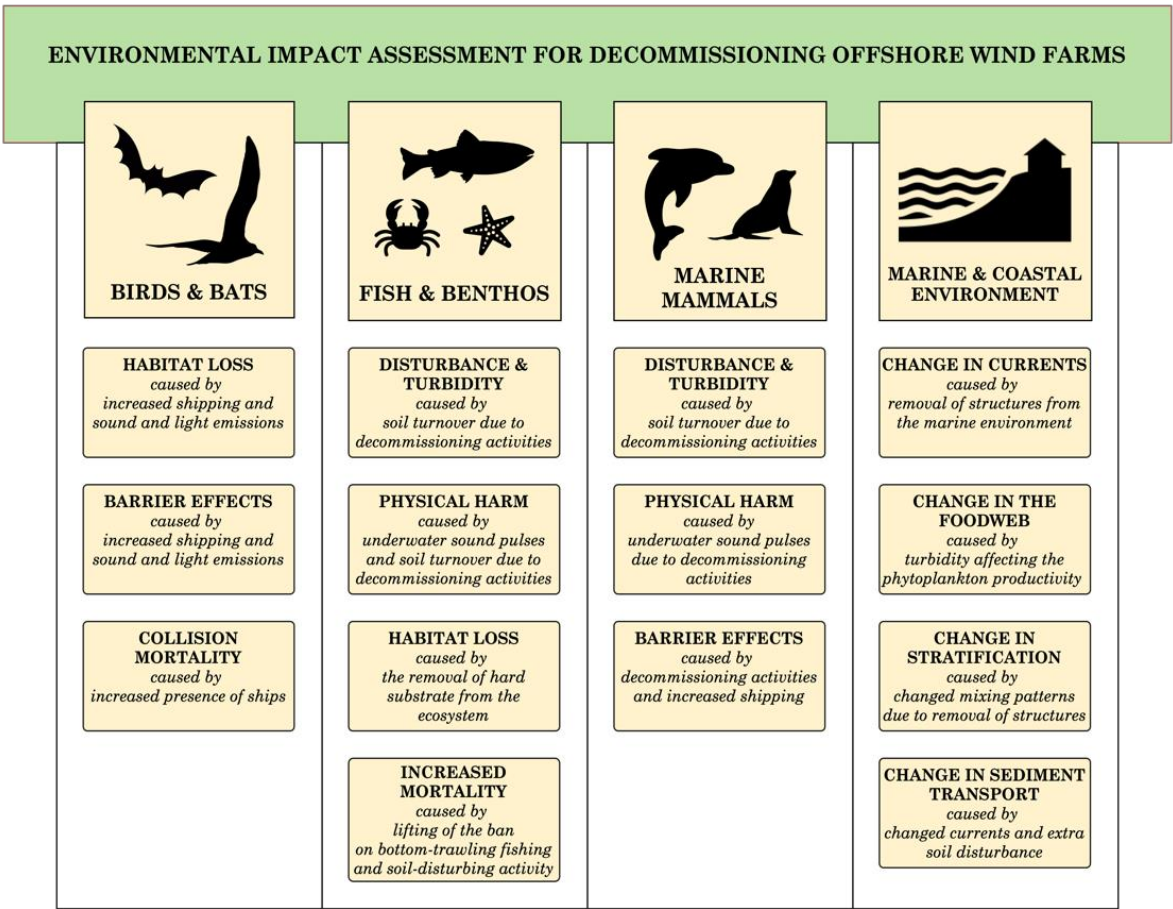 ENVIRONMENTAL IMPACT ASSESSMENT FOR DECOMMISSIONING OFFSHORE WIND FARMS
BIRDS & BATS
HABITAT LOSS
caused by
increased shipping and
sound and light emissions
BARRIER EFFECTS
caused by
increased shipping and
sound and light emissions
COLLISION
MORTALITY
caused by
increased presence of ships
FISH & BENTHOS
DISTURBANCE &
TURBIDITY
caused by
soil turnover due to
decommissioning activities
PHYSICAL HARM
caused by
underwater sound pulses
and soil turnover due to
decommissioning activities
HABITAT LOSS
caused by
the removal of hard
substrate from the
ecosystem
INCREASED
MORTALITY
caused by
lifting of the ban
on bottom-trawling fishing
and soil-disturbing activity
MARINE
MAMMALS
DISTURBANCE &
TURBIDITY
caused by
soil turnover due to
decommissioning activities
PHYSICAL HARM
caused by
underwater sound pulses
due to decommissioning
activities
BARRIER EFFECTS
caused by
decommissioning activities
and increased shipping
MARINE & COASTAL
ENVIRONMENT
CHANGE IN CURRENTS
caused by
removal of structures from
the marine environment
CHANGE IN THE
FOODWEB
caused by
turbidity affecting the
phytoplankton productivity
CHANGE IN
STRATIFICATION
caused by
changed mixing patterns
due to removal of structures
CHANGE IN SEDIMENT
TRANSPORT
caused by
changed currents and extra
soil disturbance